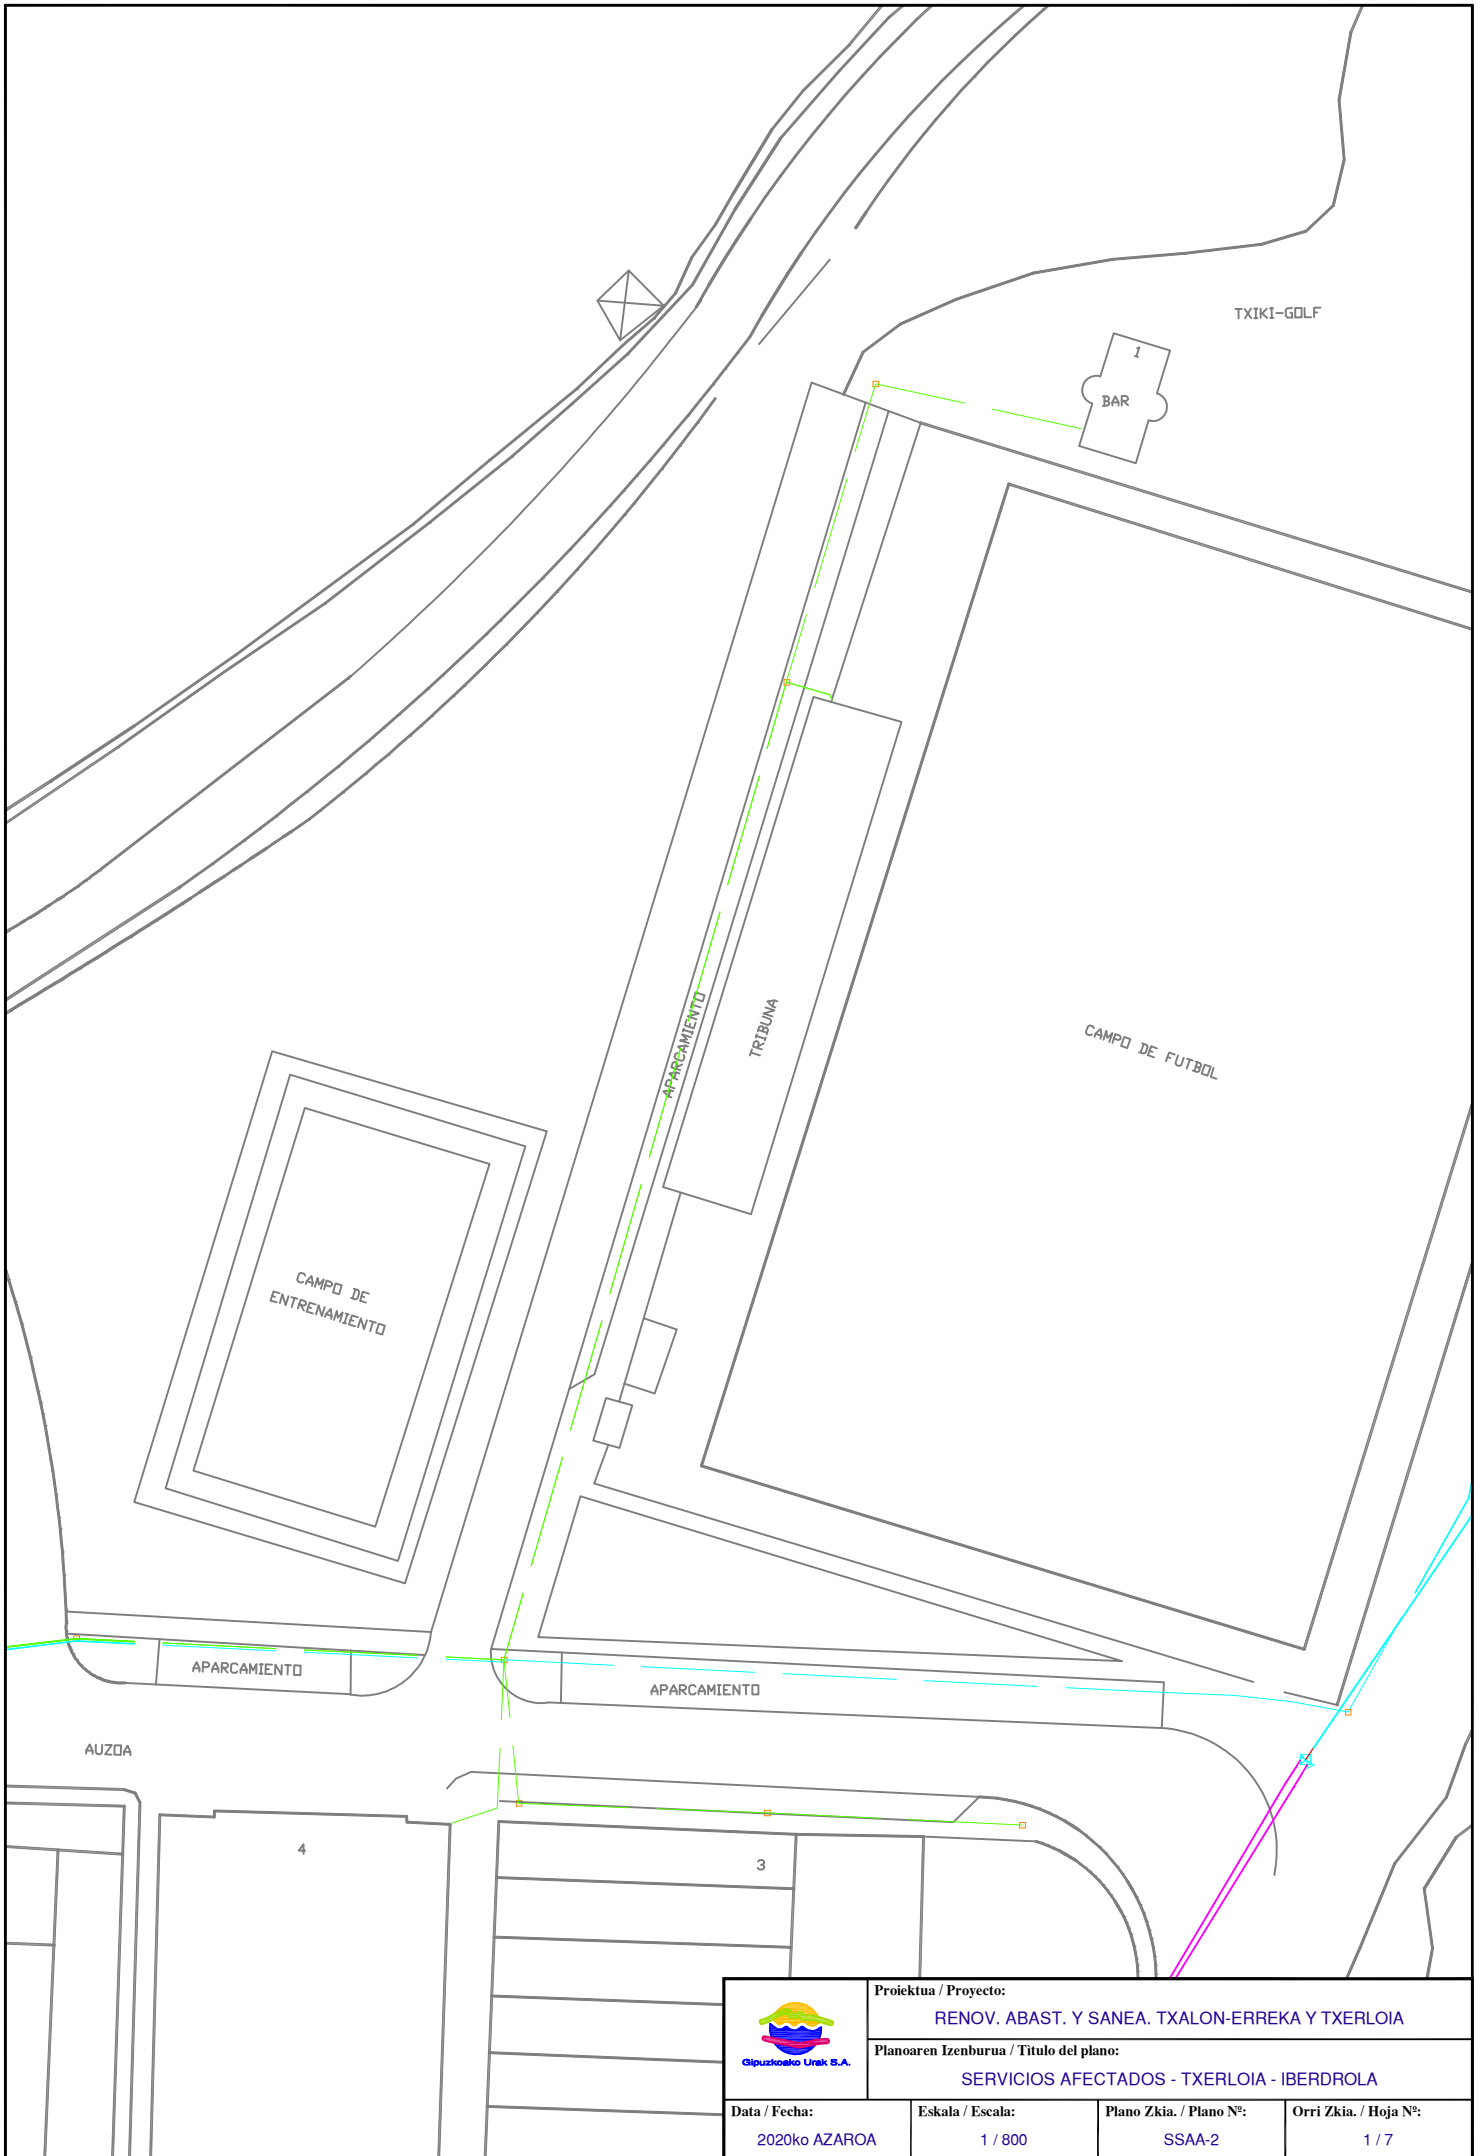 TXIKI-GOLF
1
BAR
APARCAMIENTO
TRIBUNA
CAMPO DE FUTBOL
CAMPO DE
ENTRENAMIENTO
APARCAMIENTO
APARCAMIENTO
AUZOA
4
3
Gipuzkoako Urak S.A.
Proiektua / Proyecto:
RENOV. ABAST. Y SANEA. TXALON-ERREKA Y TXERLOIA
Planoaren Izenburua / Título del plano:
SERVICIOS AFECTADOS - TXERLOIA - IBERDROLA
Data / Fecha:
2020ko AZAROA
Eskala / Escala:
1 / 800
Plano Zkia. / Plano Nº:
SSAA-2
Orri Zkia. / Hoja Nº:
1 / 7